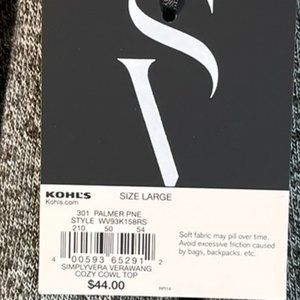 SV
KOHL'S SIZE LARGE
Kohls.com
301 PALMER PNE
STYLE WV93K158RS
210 50 54
4 00593 65291 2
SIMPLYVERA VERAWANG
COZY COWL TOP
$44.00
Soft fabric may pill over time.
Avoid excessive friction caused
by bags, backpacks, etc.